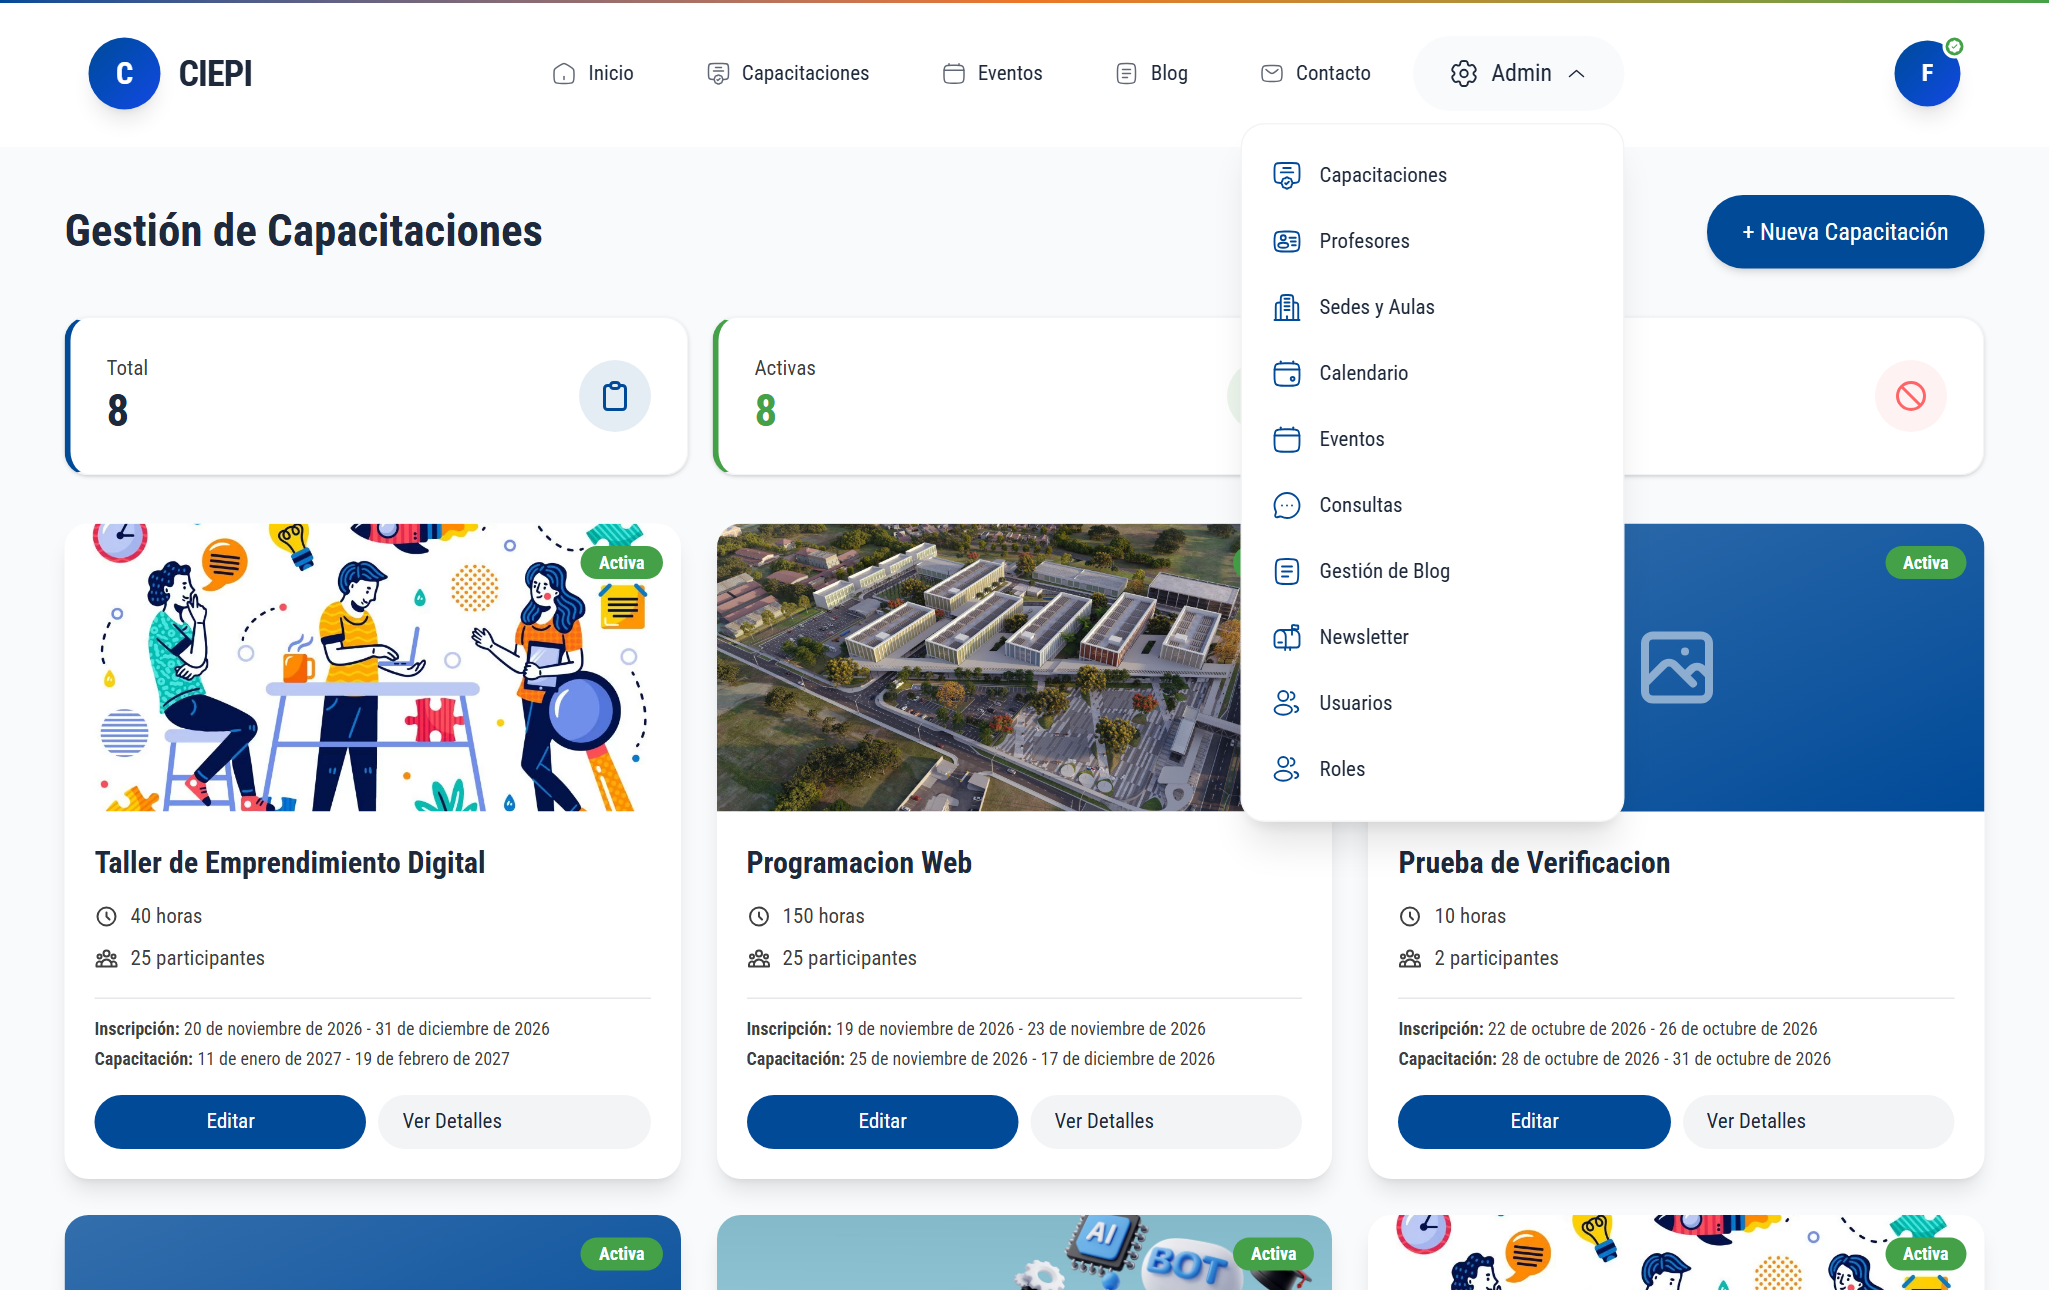 C CIEPI Inicio Capacitaciones Eventos Blog Contacto Admin F
Capacitaciones
Profesores
Sedes y Aulas
Calendario
Eventos
Consultas
Gestión de Blog
Newsletter
Usuarios
Roles
Gestión de Capacitaciones
+ Nueva Capacitación
Total
8
Activas
8
Activa
Taller de Emprendimiento Digital
40 horas
25 participantes
Inscripción: 20 de noviembre de 2026 - 31 de diciembre de 2026
Capacitación: 11 de enero de 2027 - 19 de febrero de 2027
Editar Ver Detalles
Programacion Web
150 horas
25 participantes
Inscripción: 19 de noviembre de 2026 - 23 de noviembre de 2026
Capacitación: 25 de noviembre de 2026 - 17 de diciembre de 2026
Editar Ver Detalles
Activa
Prueba de Verificacion
10 horas
2 participantes
Inscripción: 22 de octubre de 2026 - 26 de octubre de 2026
Capacitación: 28 de octubre de 2026 - 31 de octubre de 2026
Editar Ver Detalles
Activa
AI
BOT
Activa
Activa